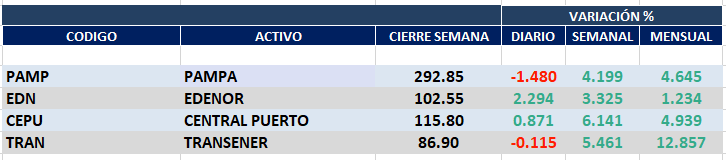 VARIACIÓN %
CODIGO ACTIVO CIERRE SEMANA DIARIO SEMANAL MENSUAL
PAMP PAMPA 292.85 -1.480 4.199 4.645
EDN EDENOR 102.55 2.294 3.325 1.234
CEPU CENTRAL PUERTO 115.80 0.871 6.141 4.939
TRAN TRANSENER 86.90 -0.115 5.461 12.857